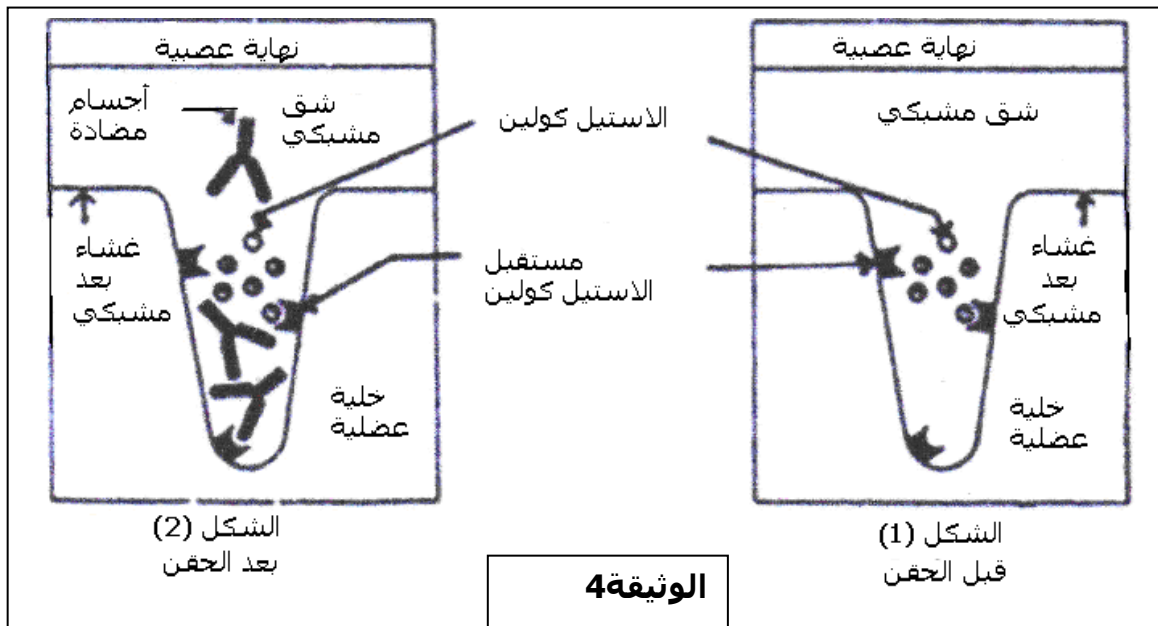 نهاية عصبية
شق مشبكي
غشاء
بعد
مشبكي
خلية
عضلية
الشكل (1)
قبل الحقن
الاستيل كولين
مستقبل
الاستيل كولين
نهاية عصبية
شق
مشبكي
أجسام
مضادة
غشاء
بعد
مشبكي
خلية
عضلية
الشكل (2)
بعد الحقن
الوثيقة4